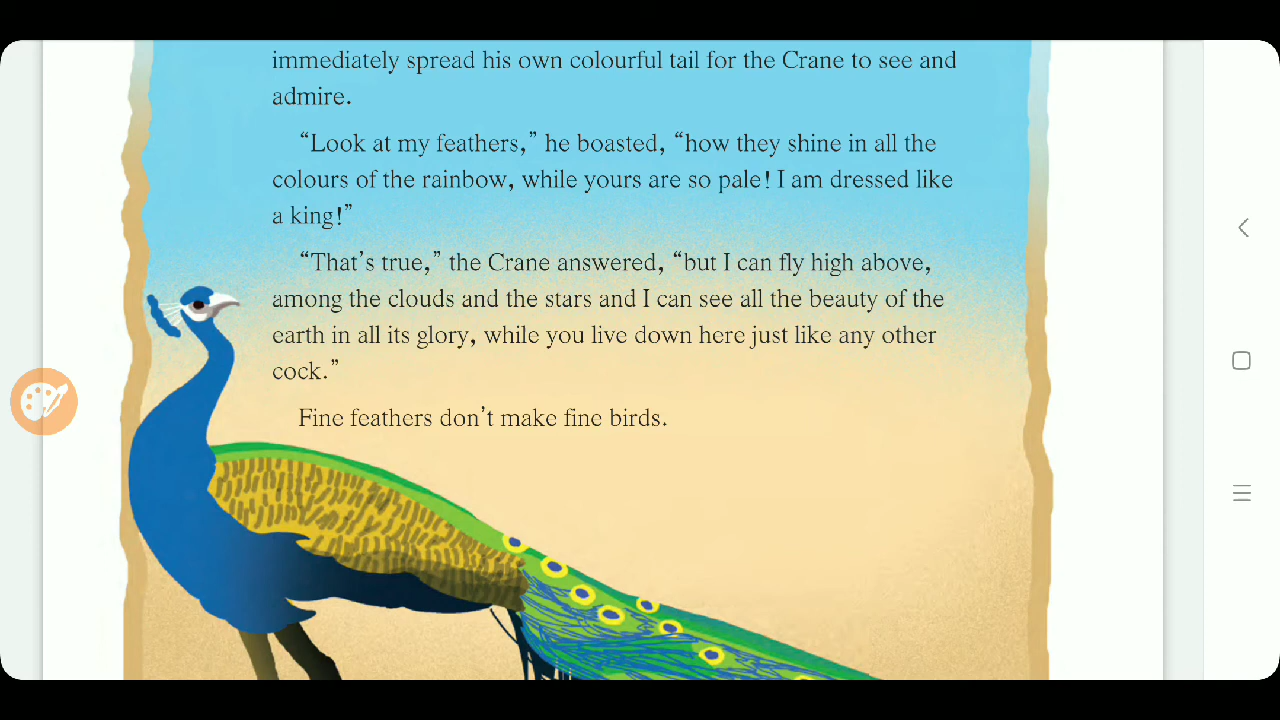 immediately spread his own colourful tail for the Crane to see and
admire.
“Look at my feathers,” he boasted, “how they shine in all the
colours of the rainbow, while yours are so pale! I am dressed like
a king!”
“That’s true,” the Crane answered, “but I can fly high above,
among the clouds and the stars and I can see all the beauty of the
earth in all its glory, while you live down here just like any other
cock.”
Fine feathers don’t make fine birds.